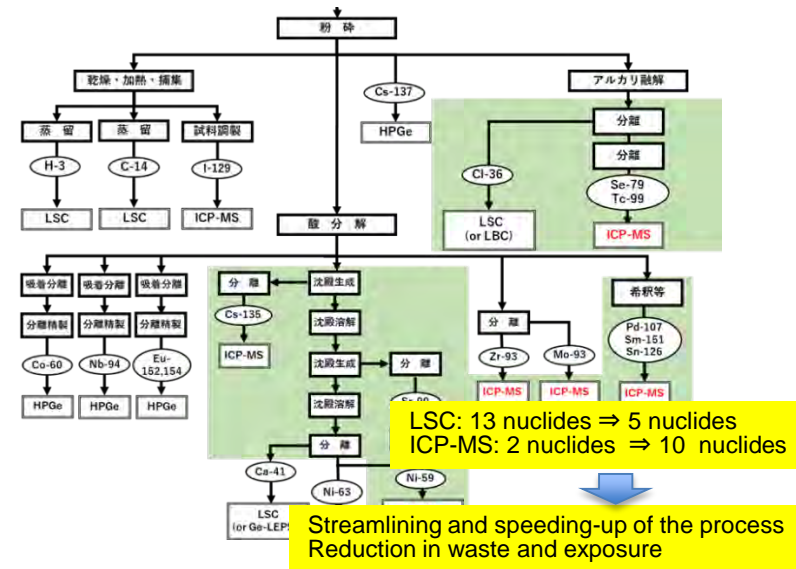 粉 砕
乾燥・加熱・捕集
アルカリ融解
Cs-137
HPGe
蒸 留
蒸 留
試料調製
H-3
C-14
I-129
LSC
LSC
ICP-MS
分離
分離
Cl-36
Se-79
Tc-99
LSC
(or LBC)
ICP-MS
酸 分 解
吸着分離
吸着分離
吸着分離
分離精製
分離精製
分離精製
Co-60
Nb-94
Eu-
152,154
HPGe
HPGe
HPGe
分 離
沈殿生成
Cs-135
沈殿溶解
ICP-MS
沈殿生成
分 離
沈殿溶解
分 離
Ca-41
Ni-63
Ni-59
LSC
分 離
Zr-93
Mo-93
ICP-MS
ICP-MS
希釈等
Pd-107
Sm-151
Sn-126
ICP-MS
LSC: 13 nuclides ⇒ 5 nuclides
ICP-MS: 2 nuclides ⇒ 10 nuclides
Streamlining and speeding-up of the process
Reduction in waste and exposure